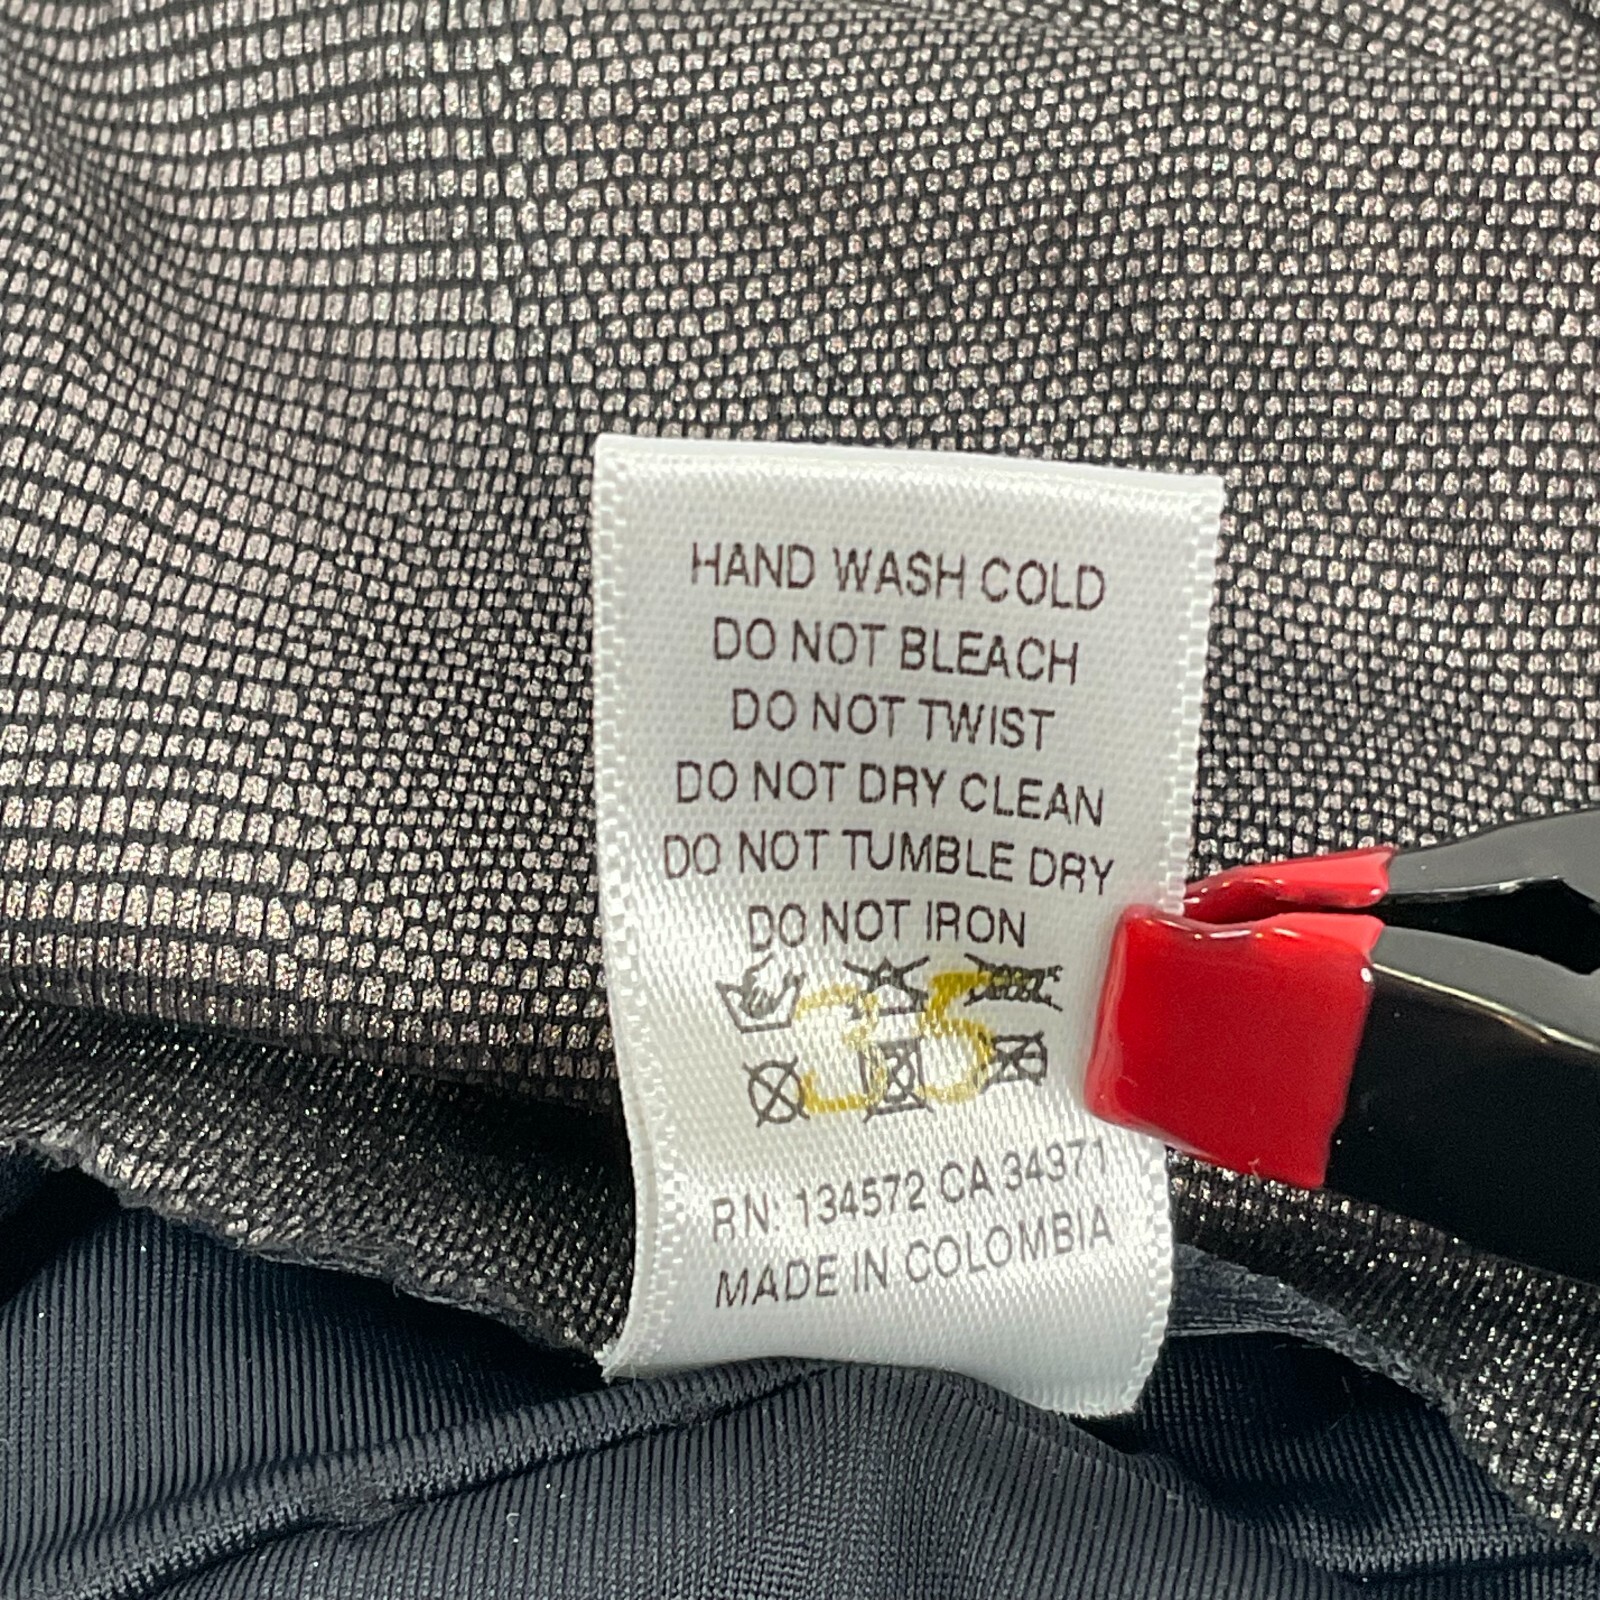 HAND WASH COLD
DO NOT BLEACH
DO NOT TWIST
DO NOT DRY CLEAN
DO NOT TUMBLE DRY
DO NOT IRON
35
RN: 134572 CA 34371
MADE IN COLOMBIA